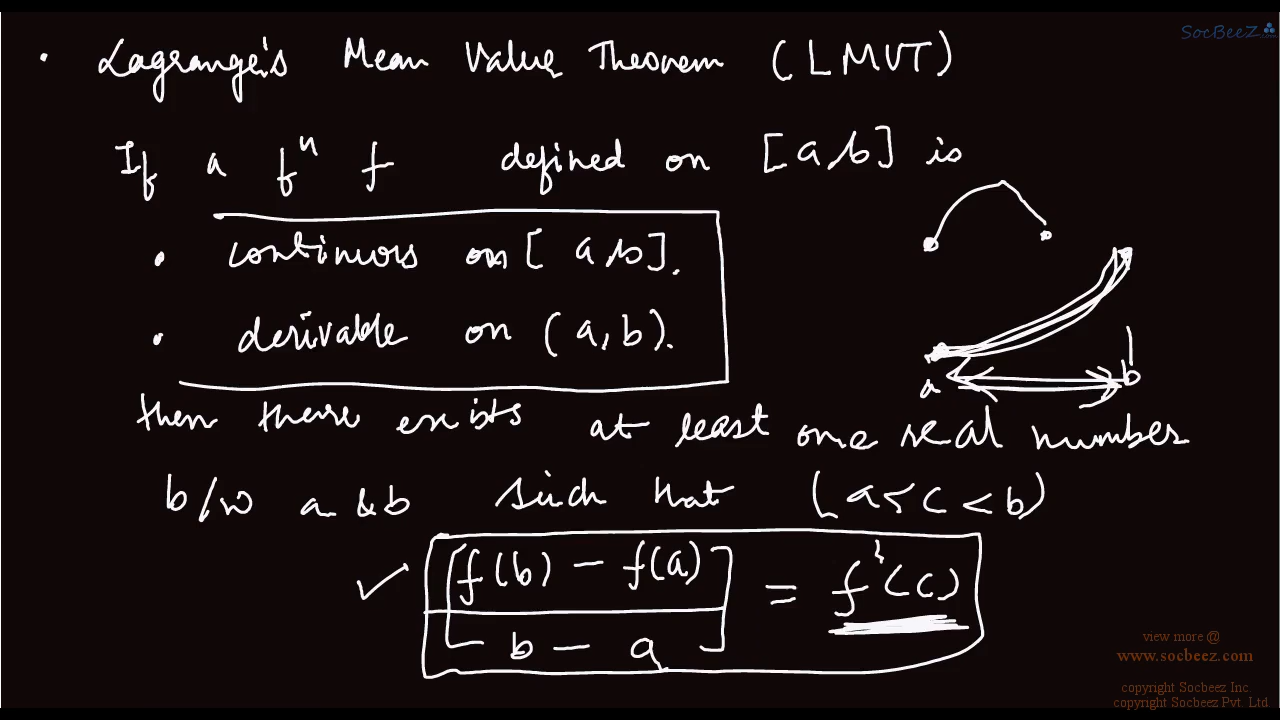 SocBeeZ
• Lagrange's Mean Value Theorem (LMVT)
If a fⁿ f defined on [a,b] is
• continuous on [a,b].
• derivable on (a,b).
a b
then there exists at least one real number
b/w a & b such that (a < c < b)
[f(b) - f(a) / b - a] = f'(c)
view more @
www.socbeez.com
copyright Socbeez Inc
copyright Socbeez Pvt. Ltd.